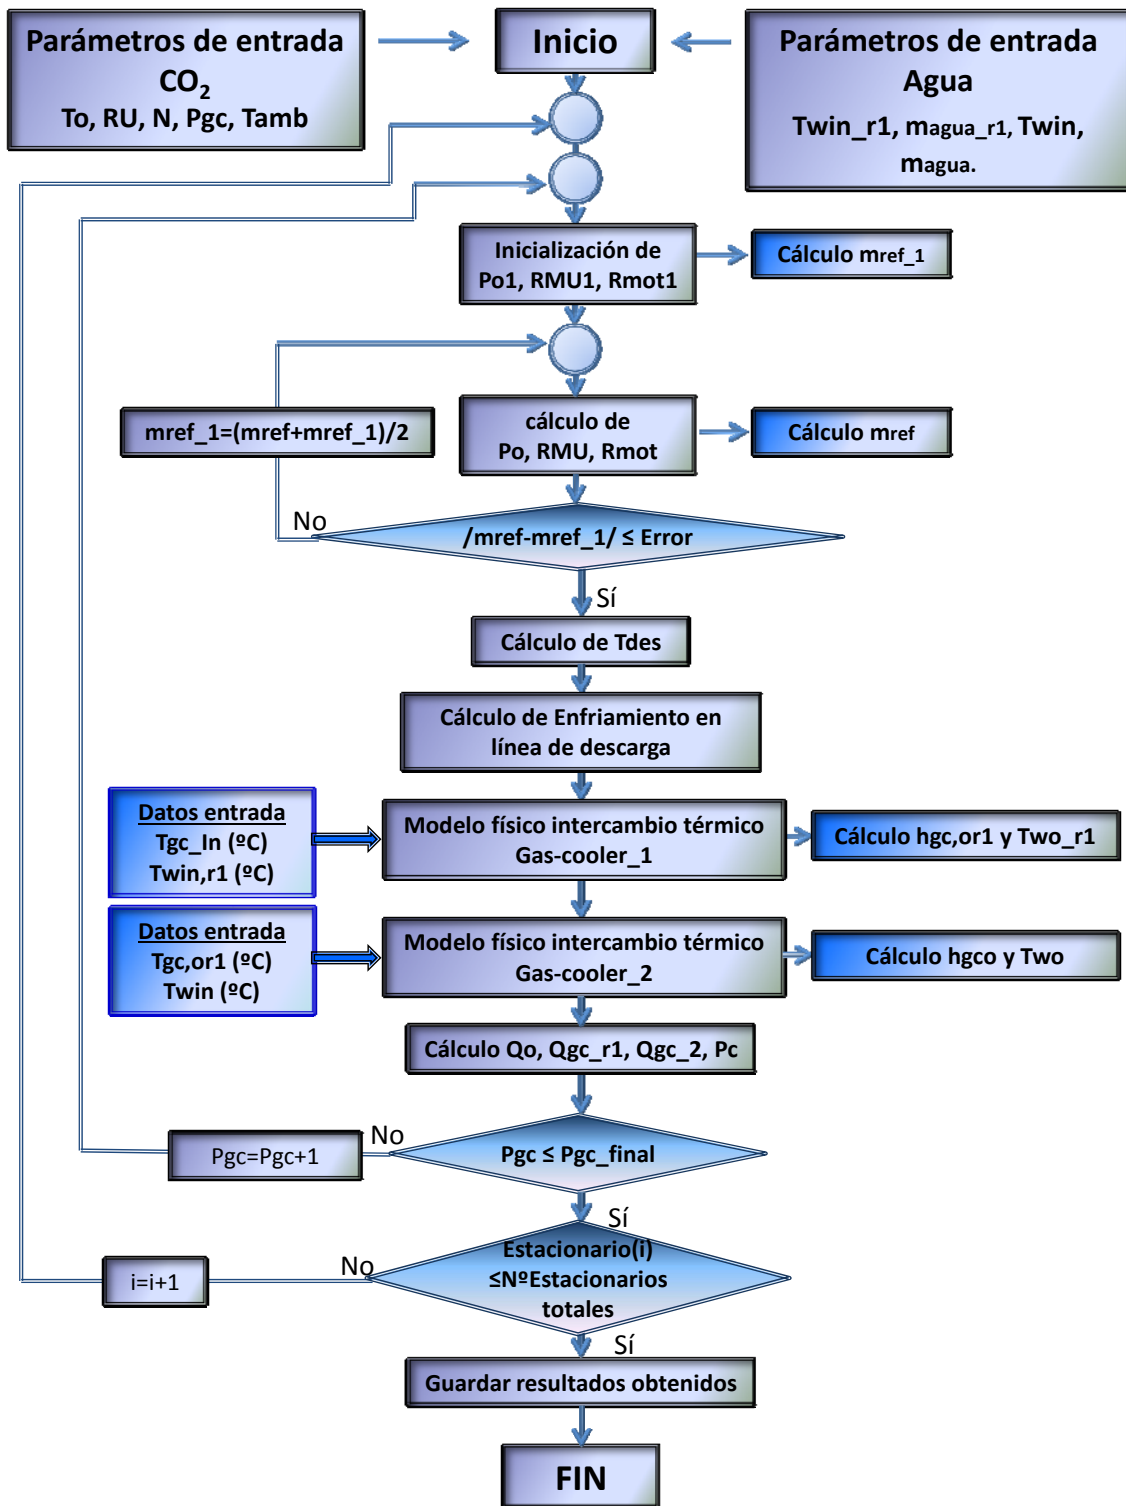 Parámetros de entrada
CO2
To, RU, N, Pgc, Tamb
Inicio
Parámetros de entrada
Agua
Twin_r1, magua_r1, Twin,
magua.
Inicialización de
Po1, RMU1, Rmot1
Cálculo mref_1
mref_1=(mref+mref_1)/2
cálculo de
Po, RMU, Rmot
Cálculo mref
No
/mref-mref_1/ ≤ Error
Sí
Cálculo de Tdes
Cálculo de Enfriamiento en
línea de descarga
Datos entrada
Tgc_In (ºC)
Twin,r1 (ºC)
Modelo físico intercambio térmico
Gas-cooler_1
Cálculo hgc,or1 y Two_r1
Datos entrada
Tgc,or1 (ºC)
Twin (ºC)
Modelo físico intercambio térmico
Gas-cooler_2
Cálculo hgco y Two
Cálculo Qo, Qgc_r1, Qgc_2, Pc
No
Pgc=Pgc+1
Pgc ≤ Pgc_final
Sí
No
i=i+1
Estacionario(i)
≤NºEstacionarios
totales
Sí
Guardar resultados obtenidos
FIN